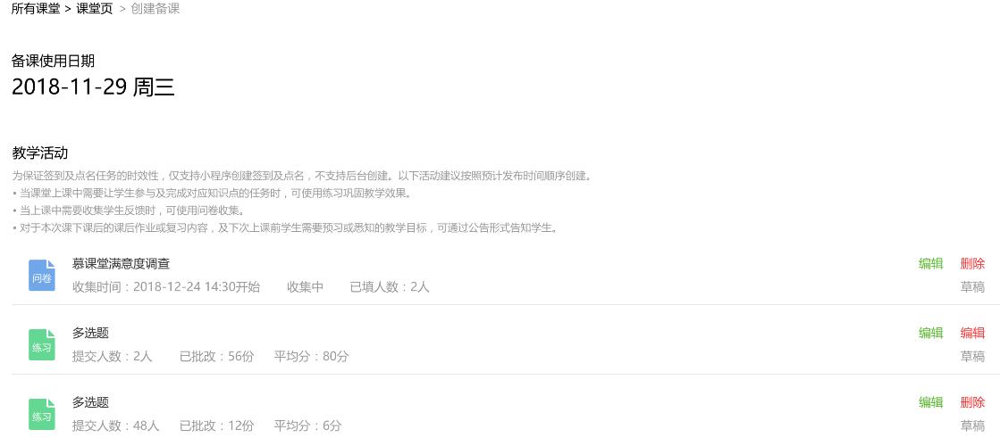 所有课堂 > 课堂页 > 创建备课
备课使用日期
2018-11-29 周三
教学活动
为保证签到及点名任务的时效性，仅支持小程序创建签到及点名，不支持后台创建。以下活动建议按照预计发布时间顺序创建。
• 当课堂上课中需要让学生参与及完成对应知识点的任务时，可使用练习巩固教学效果。
• 当上课中需要收集学生反馈时，可使用问卷收集。
• 对于本次课下课后的课后作业或复习内容，及下次上课前学生需要预习或悉知的教学目标，可通过公告形式告知学生。
问卷
慕课堂满意度调查 编辑 删除
收集时间：2018-12-24 14:30开始 收集中 已填人数：2人 草稿
练习
多选题 编辑 编辑
提交人数：2人 已批改：56份 平均分：80分 草稿
练习
多选题 编辑 删除
提交人数：48人 已批改：12份 平均分：6分 草稿